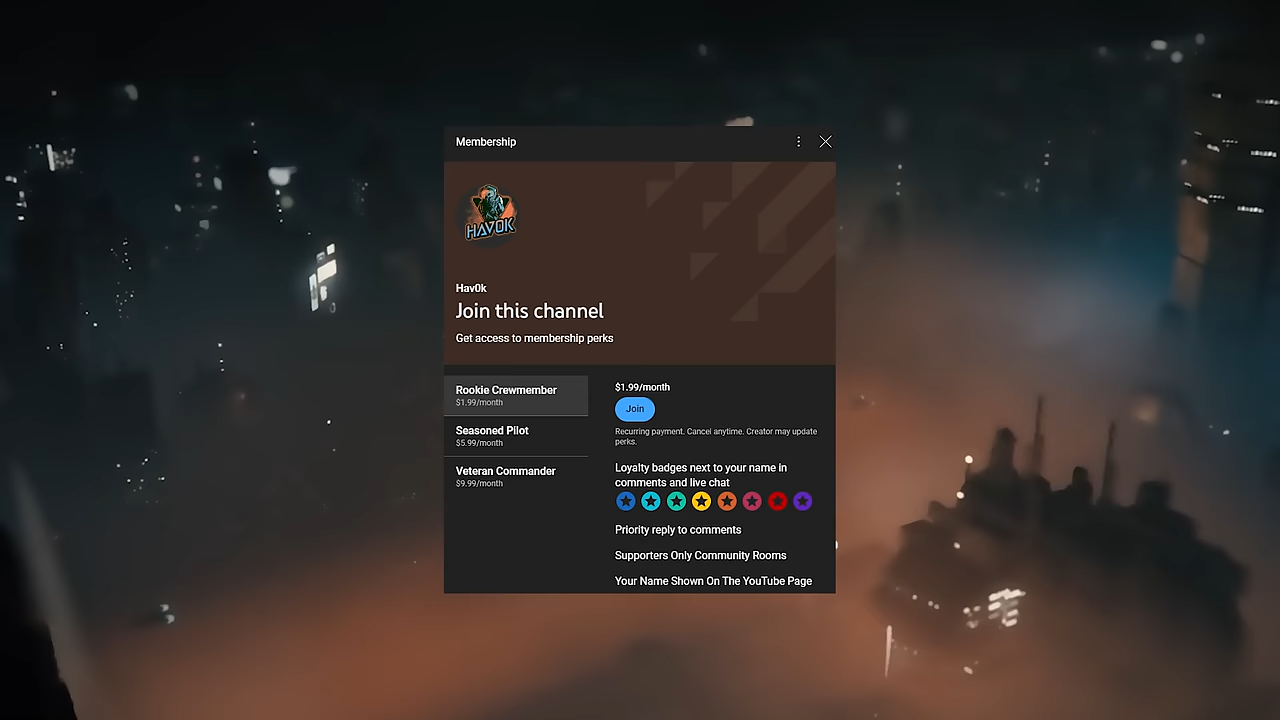 Membership
HAVOK
Hav0k
Join this channel
Get access to membership perks
Rookie Crewmember
$1.99/month
Seasoned Pilot
$5.99/month
Veteran Commander
$9.99/month
$1.99/month
Join
Recurring payment. Cancel anytime. Creator may update
perks.
Loyalty badges next to your name in
comments and live chat
Priority reply to comments
Supporters Only Community Rooms
Your Name Shown On The YouTube Page